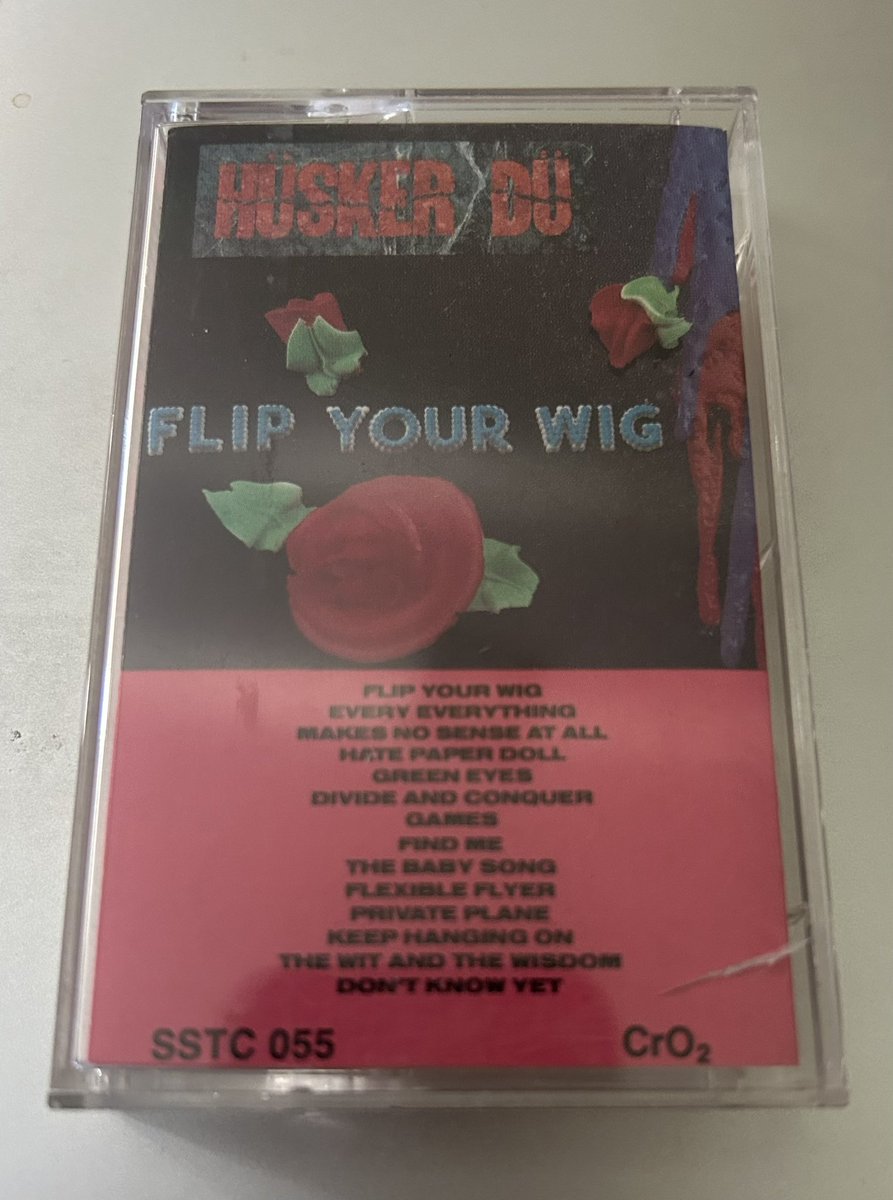 HÜSKER DÜ
FLIP YOUR WIG
FLIP YOUR WIG
EVERY EVERYTHING
MAKES NO SENSE AT ALL
HATE PAPER DOLL
GREEN EYES
DIVIDE AND CONQUER
GAMES
FIND ME
THE BABY SONG
FLEXIBLE FLYER
PRIVATE PLANE
KEEP HANGING ON
THE WIT AND THE WISDOM
DON'T KNOW YET
SSTC 055 CrO₂